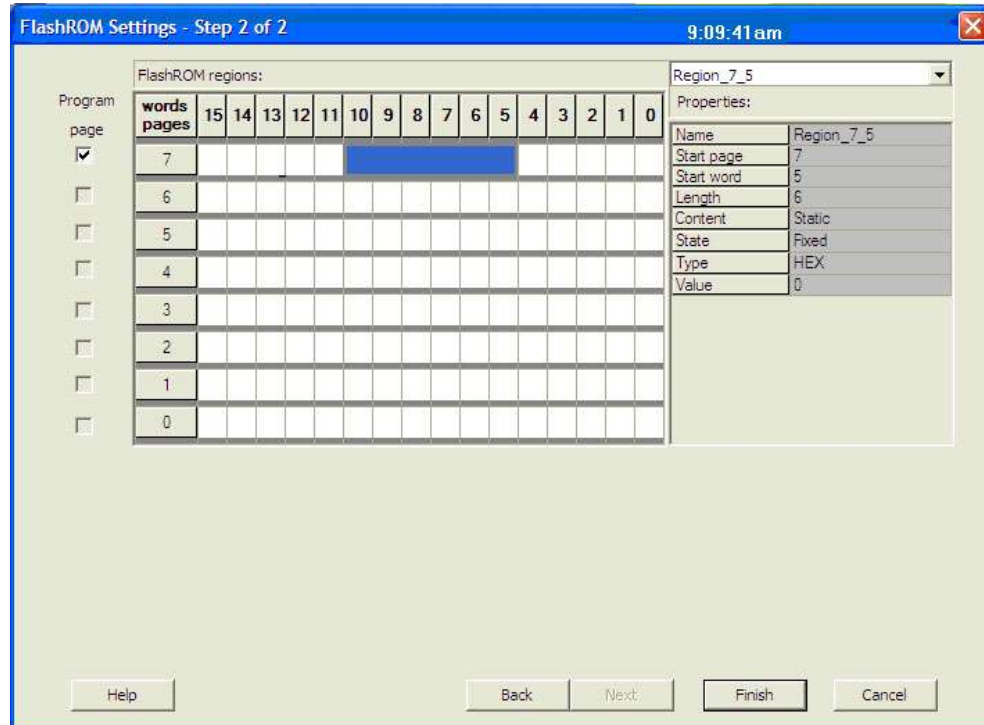 FlashROM Settings - Step 2 of 2
9:09:41am
FlashROM regions:
Region_7_5
Program
page
words
pages
15 14 13 12 11 10 9 8 7 6 5 4 3 2 1 0
Properties:
7
6
5
4
3
2
1
0
Name Region_7_5
Start page 7
Start word 5
Length 6
Content Static
State Fixed
Type HEX
Value 0
Help
Back
Next
Finish
Cancel